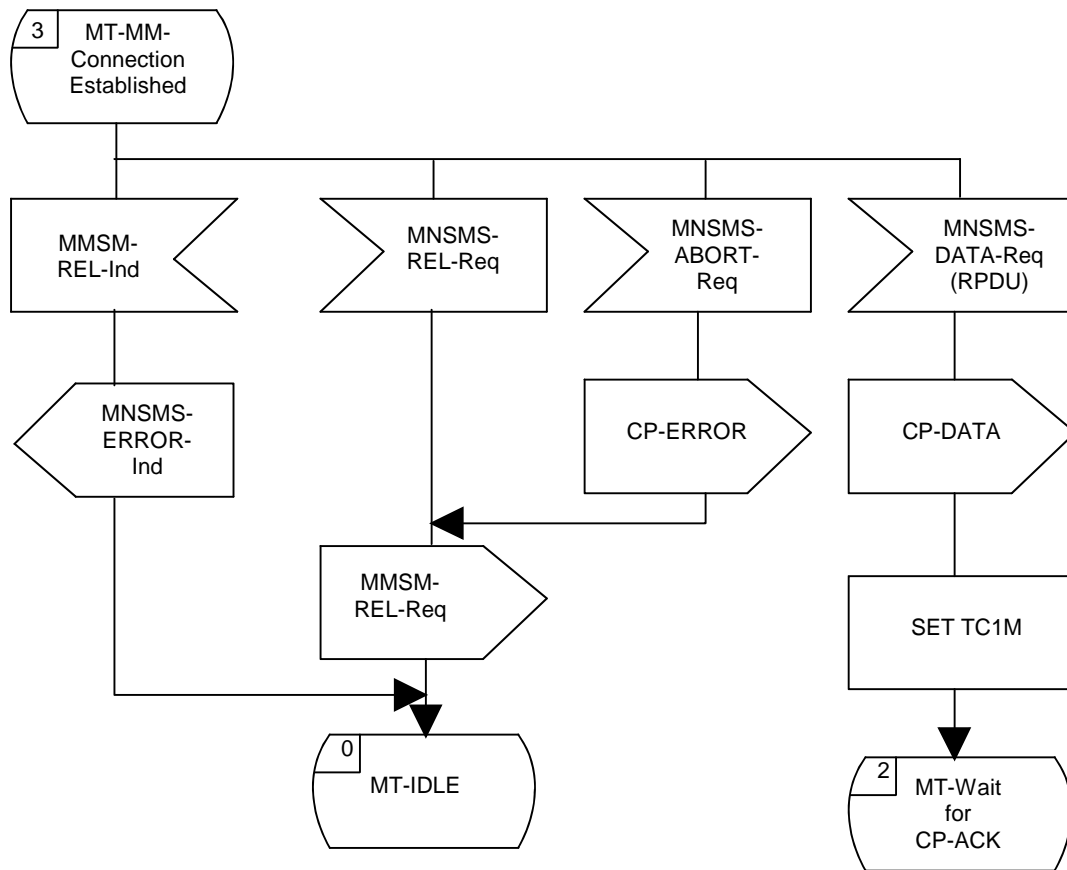 3
MT-MM-
Connection
Established
MMSM-
REL-Ind
MNSMS-
REL-Req
MNSMS-
ABORT-
Req
MNSMS-
DATA-Req
(RPDU)
MNSMS-
ERROR-
Ind
CP-ERROR
CP-DATA
MMSM-
REL-Req
SET TC1M
0
MT-IDLE
2
MT-Wait
for
CP-ACK